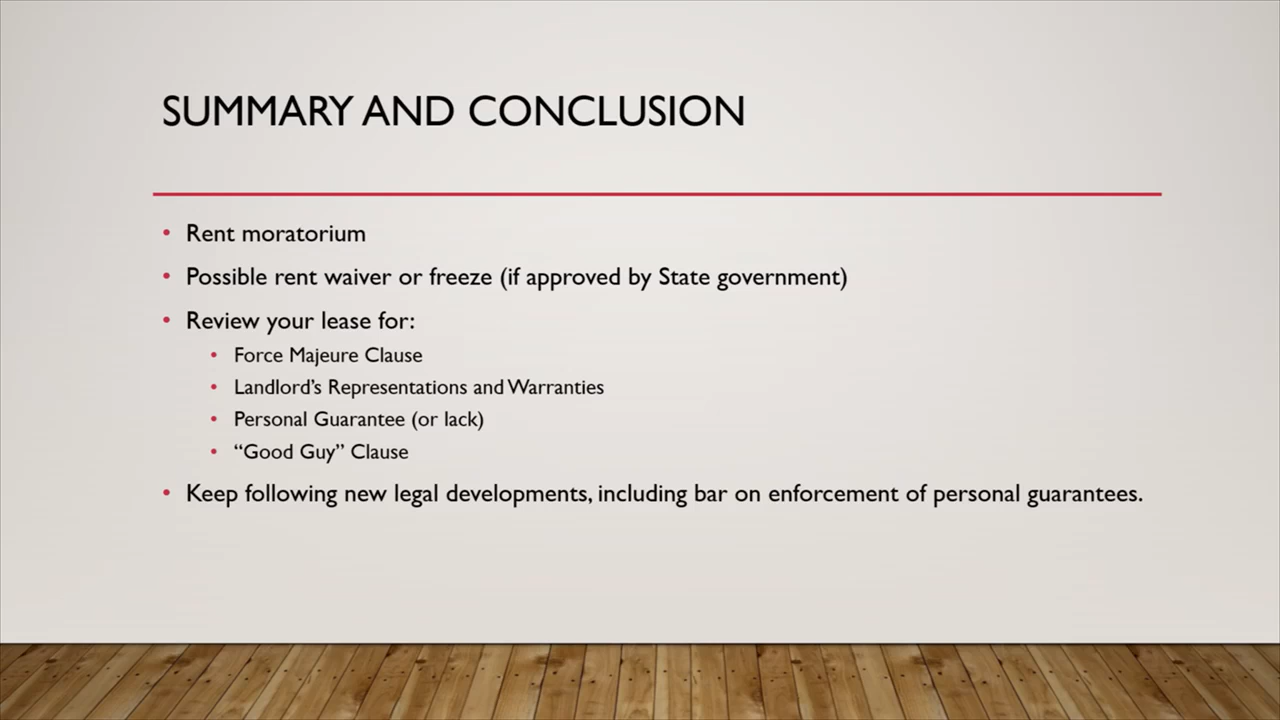 SUMMARY AND CONCLUSION
• Rent moratorium
• Possible rent waiver or freeze (if approved by State government)
• Review your lease for:
• Force Majeure Clause
• Landlord’s Representations and Warranties
• Personal Guarantee (or lack)
• “Good Guy” Clause
• Keep following new legal developments, including bar on enforcement of personal guarantees.